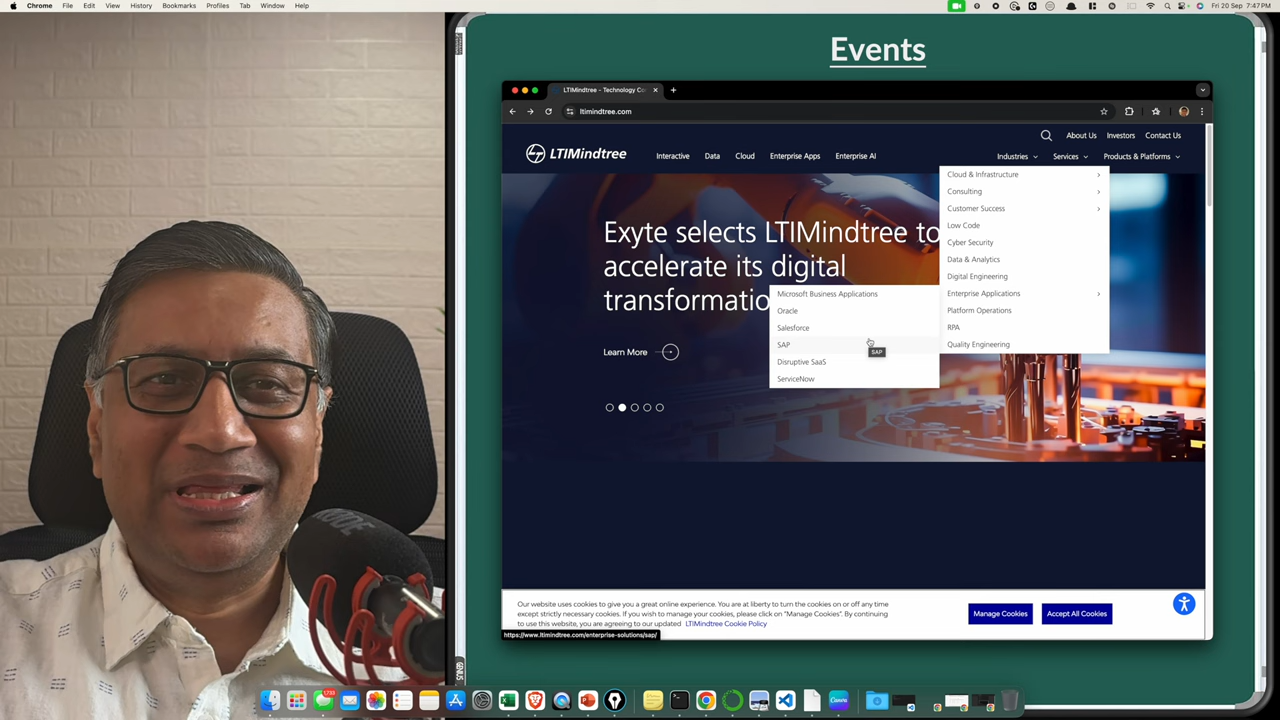 Chrome File Edit View History Bookmarks Profiles Tab Window Help Fri 20 Sep 7:47 PM
Events
LTIMindtree - Technology Co
ltimindtree.com
About Us Investors Contact Us
LTIMindtree Interactive Data Cloud Enterprise Apps Enterprise AI Industries Services Products & Platforms
Cloud & Infrastructure
Consulting
Customer Success
Low Code
Cyber Security
Data & Analytics
Digital Engineering
Enterprise Applications
Platform Operations
RPA
Quality Engineering
Exyte selects LTIMindtree to
accelerate its digital
transformatio
Microsoft Business Applications
Oracle
Salesforce
SAP
SAP
Disruptive SaaS
ServiceNow
Learn More
Our website uses cookies to give you a great online experience. You are at liberty to turn the cookies on or off any time
except strictly necessary cookies. If you wish to manage your cookies, please click on "Manage Cookies". By continuing
to use this website, you are agreeing to our updated LTIMindtree Cookie Policy
Manage Cookies Accept All Cookies
https://www.ltimindtree.com/enterprise-solutions/sap/
GENIUS
RODE
1,733